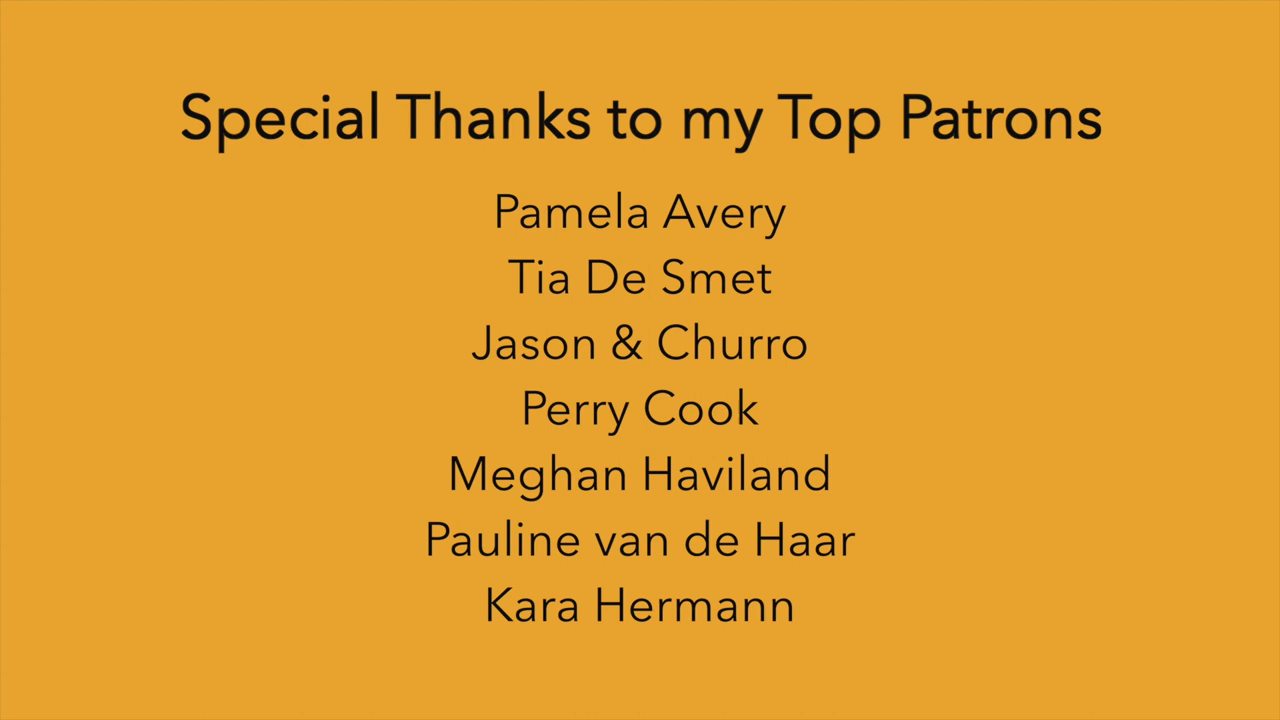 Special Thanks to my Top Patrons
Pamela Avery
Tia De Smet
Jason & Churro
Perry Cook
Meghan Haviland
Pauline van de Haar
Kara Hermann